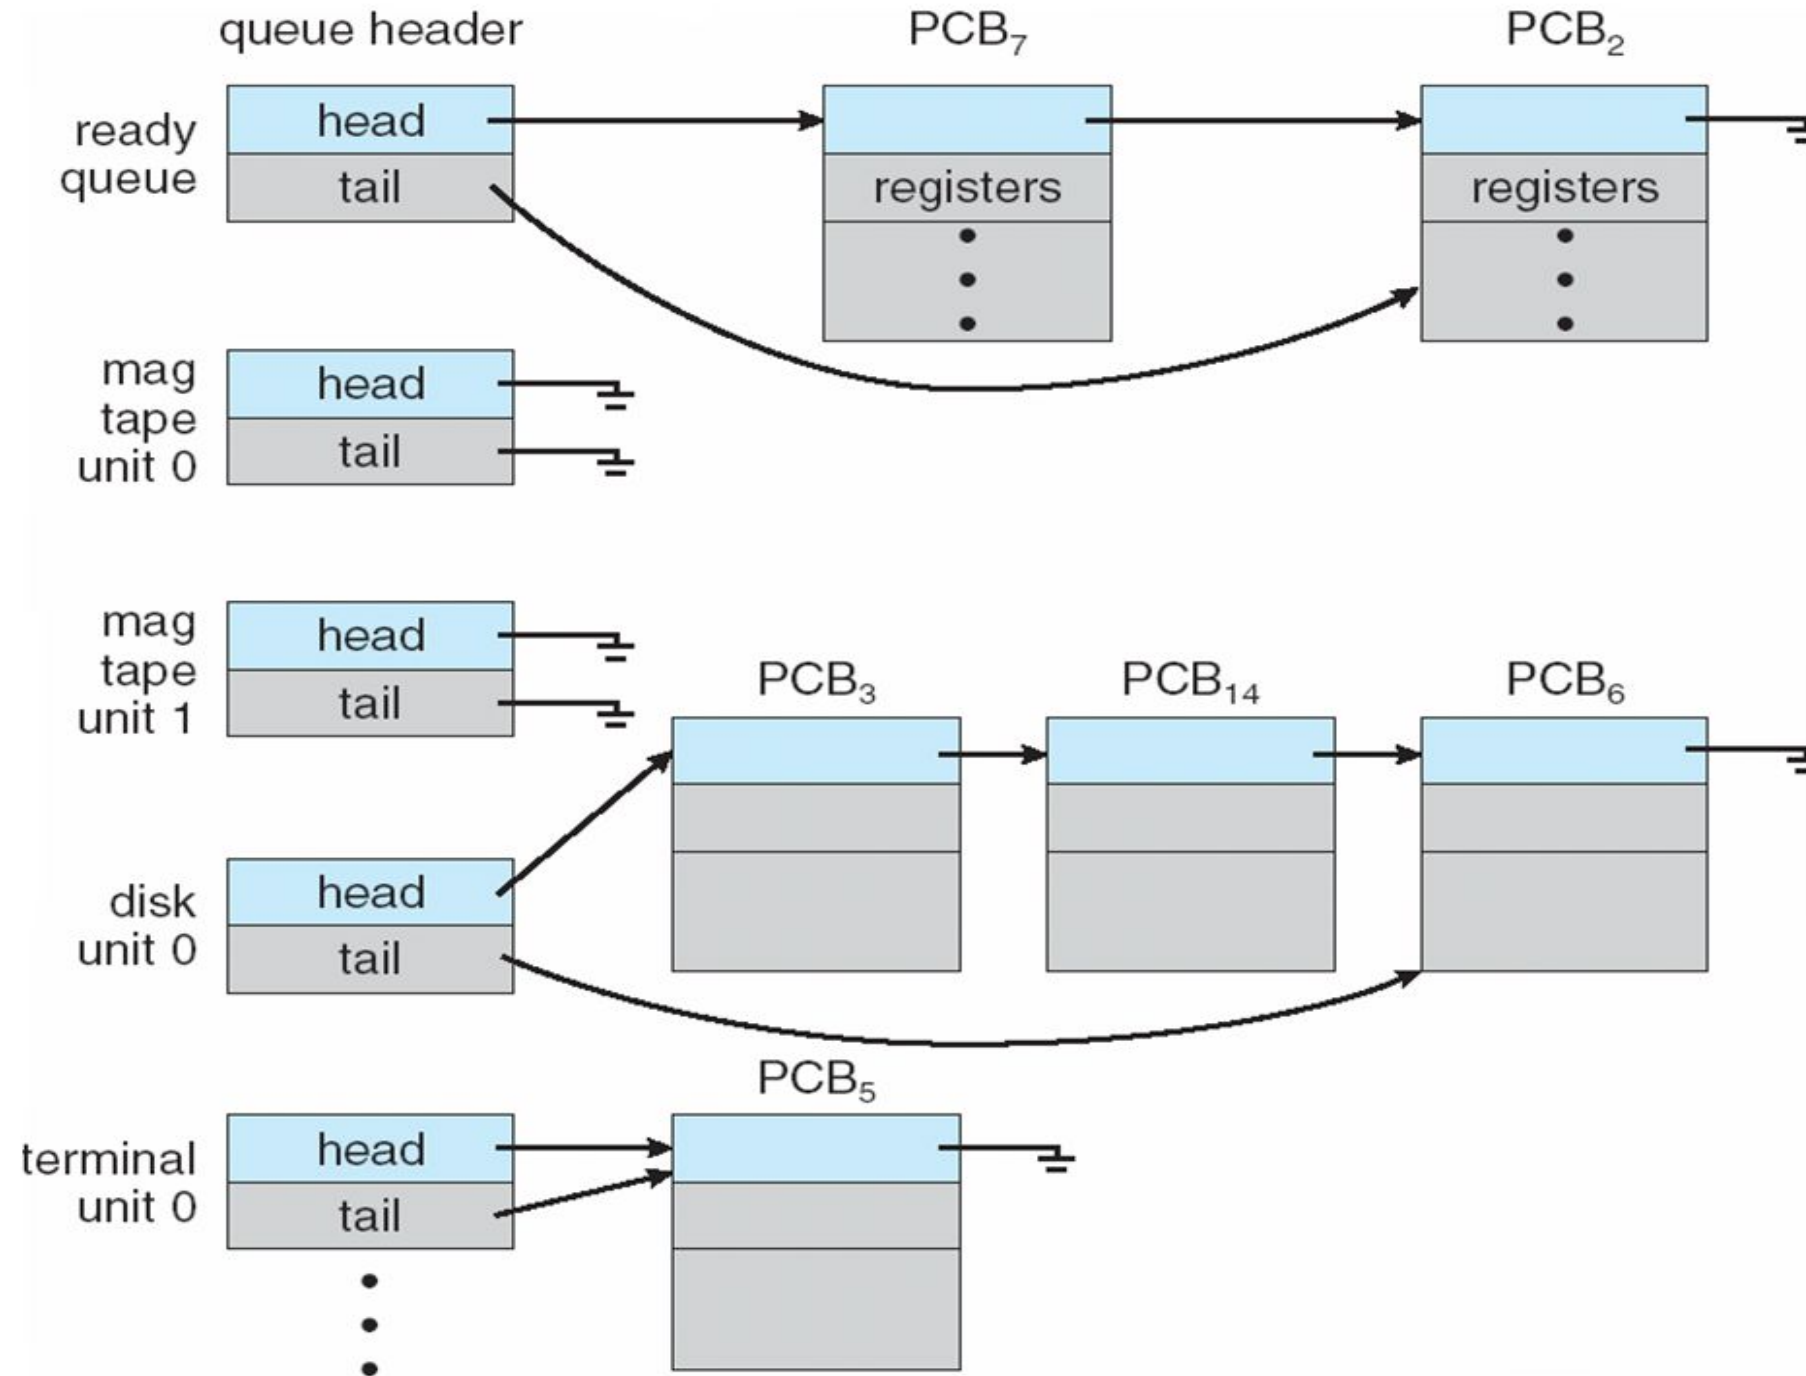 queue header
PCB₇
PCB₂
ready
queue
head
tail
registers
registers
mag
tape
unit 0
head
tail
mag
tape
unit 1
head
tail
PCB₃
PCB₁₄
PCB₆
disk
unit 0
head
tail
PCB₅
terminal
unit 0
head
tail